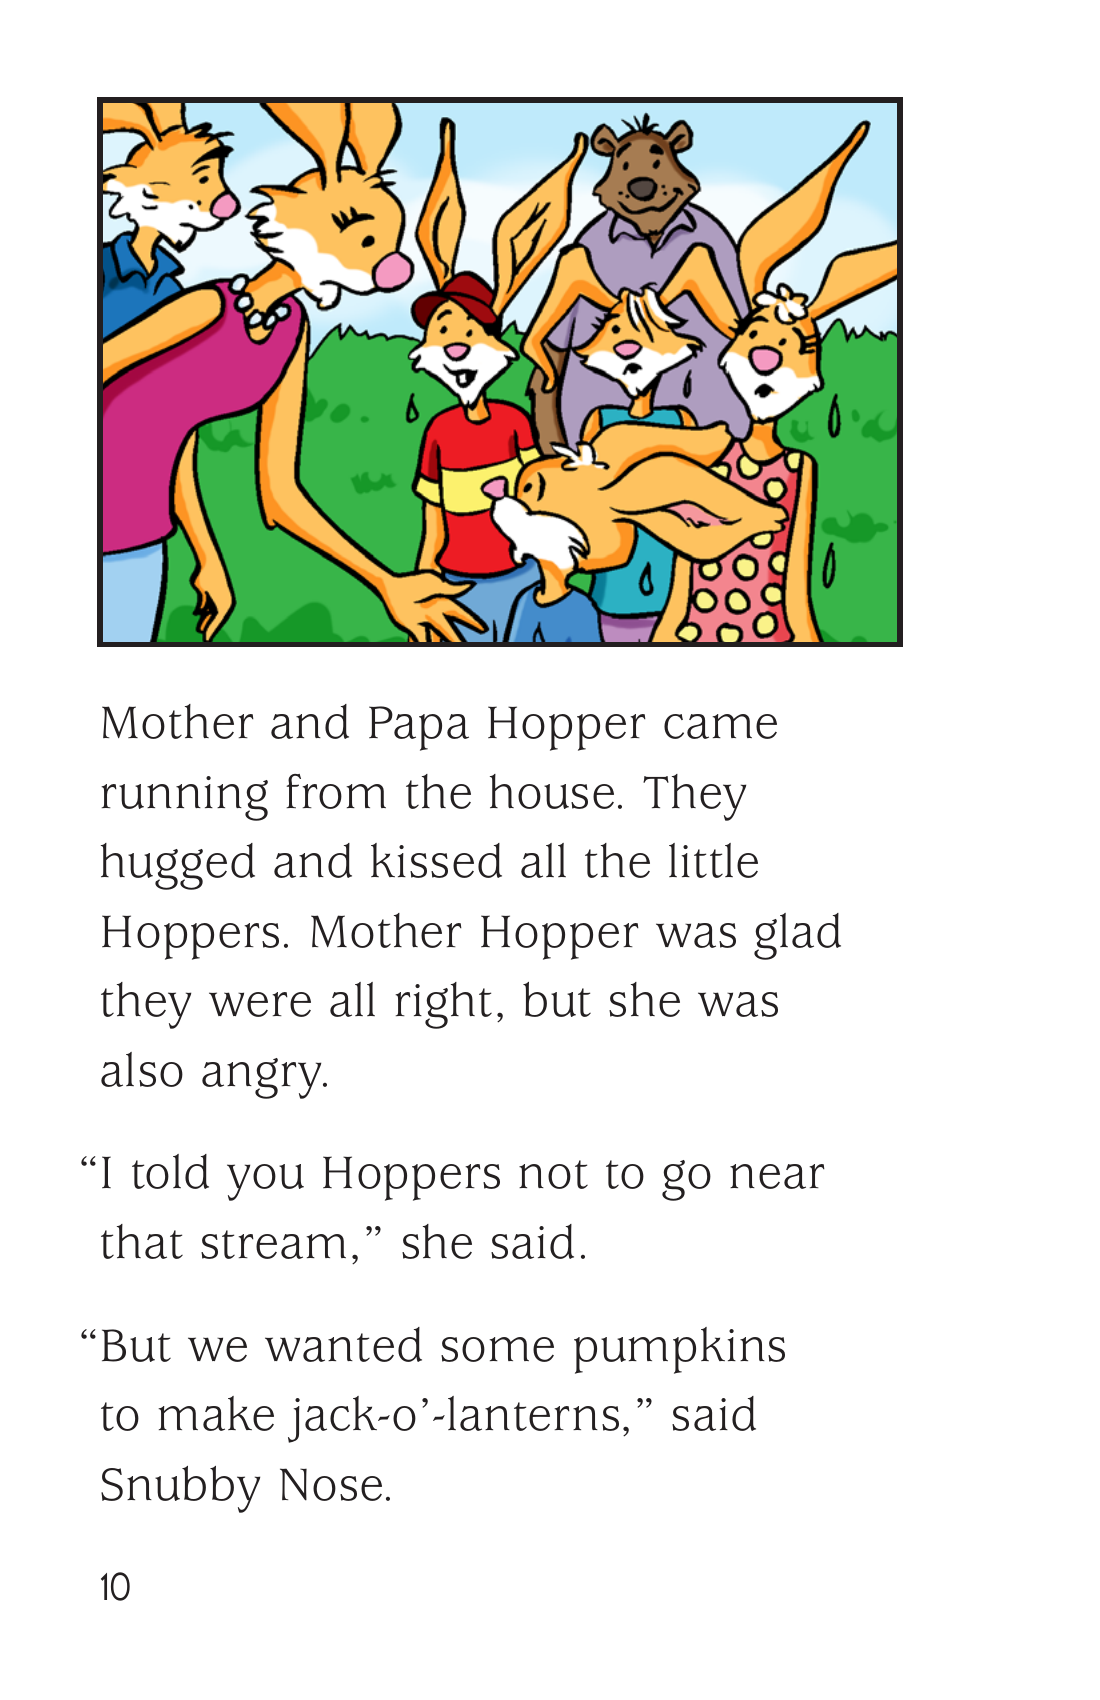 Mother and Papa Hopper came
running from the house. They
hugged and kissed all the little
Hoppers. Mother Hopper was glad
they were all right, but she was
also angry.
“I told you Hoppers not to go near
that stream,” she said.
“But we wanted some pumpkins
to make jack-o’-lanterns,” said
Snubby Nose.
10